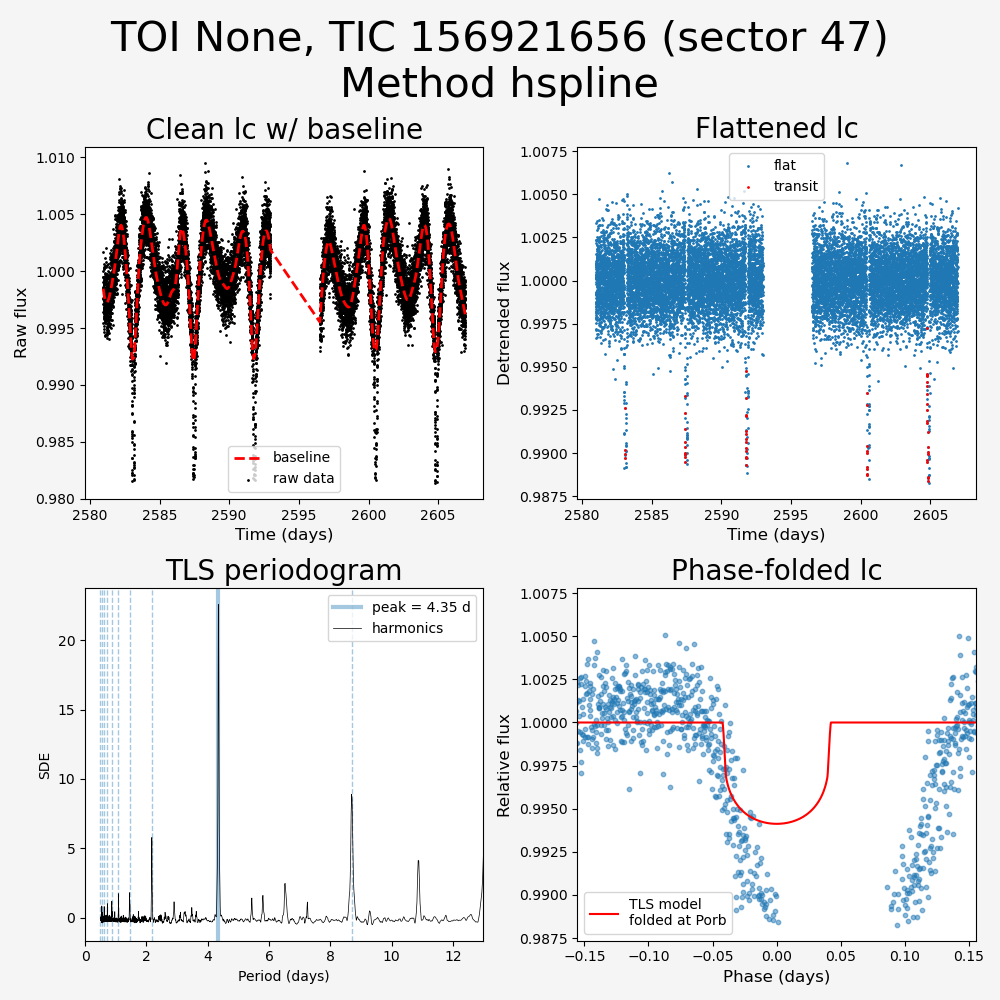 TOI None, TIC 156921656 (sector 47)
Method hspline
Clean lc w/ baseline
1.010
1.005
1.000
0.995
0.990
0.985
0.980
Raw flux
baseline
raw data
2580
2585
2590
2595
2600
2605
Time (days)
Flattened lc
1.0075
1.0050
1.0025
1.0000
0.9975
0.9950
0.9925
0.9900
0.9875
Detrended flux
flat
transit
2580
2585
2590
2595
2600
2605
Time (days)
TLS periodogram
20
15
10
5
0
SDE
peak = 4.35 d
harmonics
0
2
4
6
8
10
12
Period (days)
Phase-folded lc
1.0075
1.0050
1.0025
1.0000
0.9975
0.9950
0.9925
0.9900
0.9875
Relative flux
TLS model
folded at Porb
−0.15
−0.10
−0.05
0.00
0.05
0.10
0.15
Phase (days)